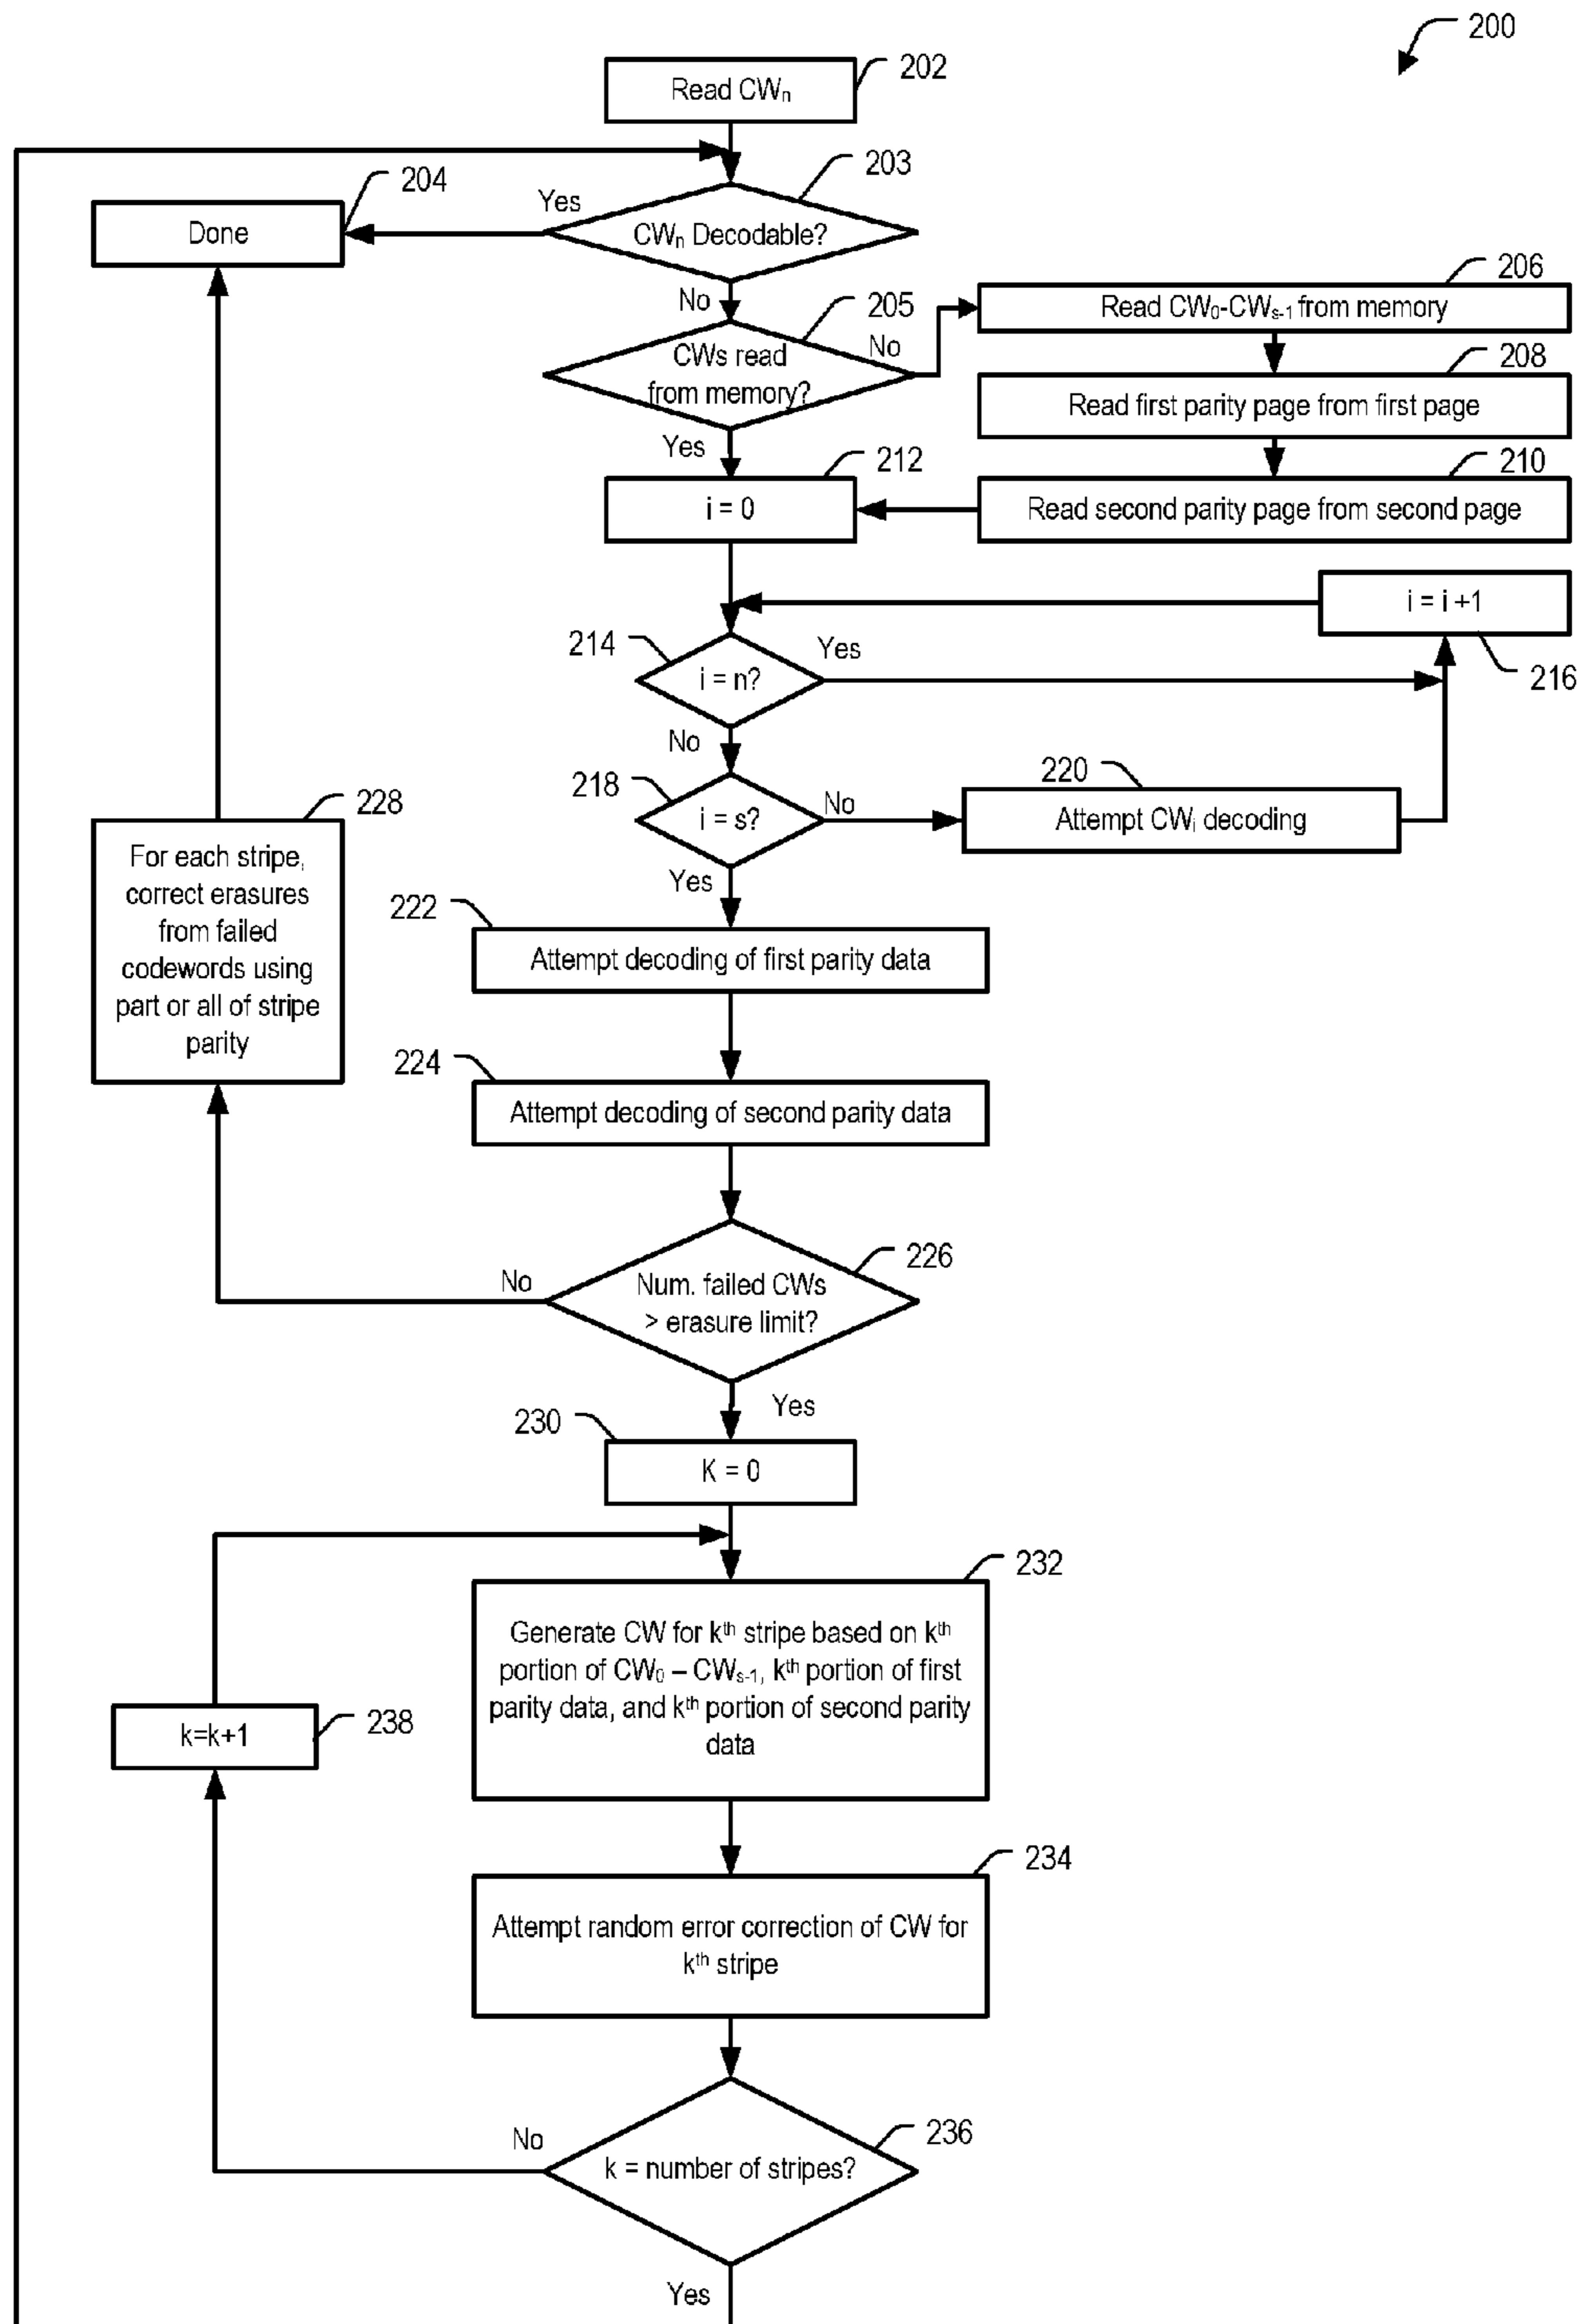 200
202
Read CWₙ
203
204
Yes
Done
CWₙ Decodable?
206
No
205
Read CW₀-CWₛ₋₁ from memory
No
CWs read
from memory?
208
Read first parity page from first page
Yes
212
210
i = 0
Read second parity page from second page
i = i +1
214
Yes
i = n?
216
No
218
220
No
i = s?
Attempt CWᵢ decoding
228
Yes
For each stripe,
correct erasures
from failed
codewords using
part or all of stripe
parity
222
Attempt decoding of first parity data
224
Attempt decoding of second parity data
226
No
Num. failed CWs
> erasure limit?
Yes
230
K = 0
232
Generate CW for kᵗʰ stripe based on kᵗʰ
portion of CW₀ – CWₛ₋₁, kᵗʰ portion of first
parity data, and kᵗʰ portion of second parity
data
238
k=k+1
234
Attempt random error correction of CW for
kᵗʰ stripe
236
No
k = number of stripes?
Yes